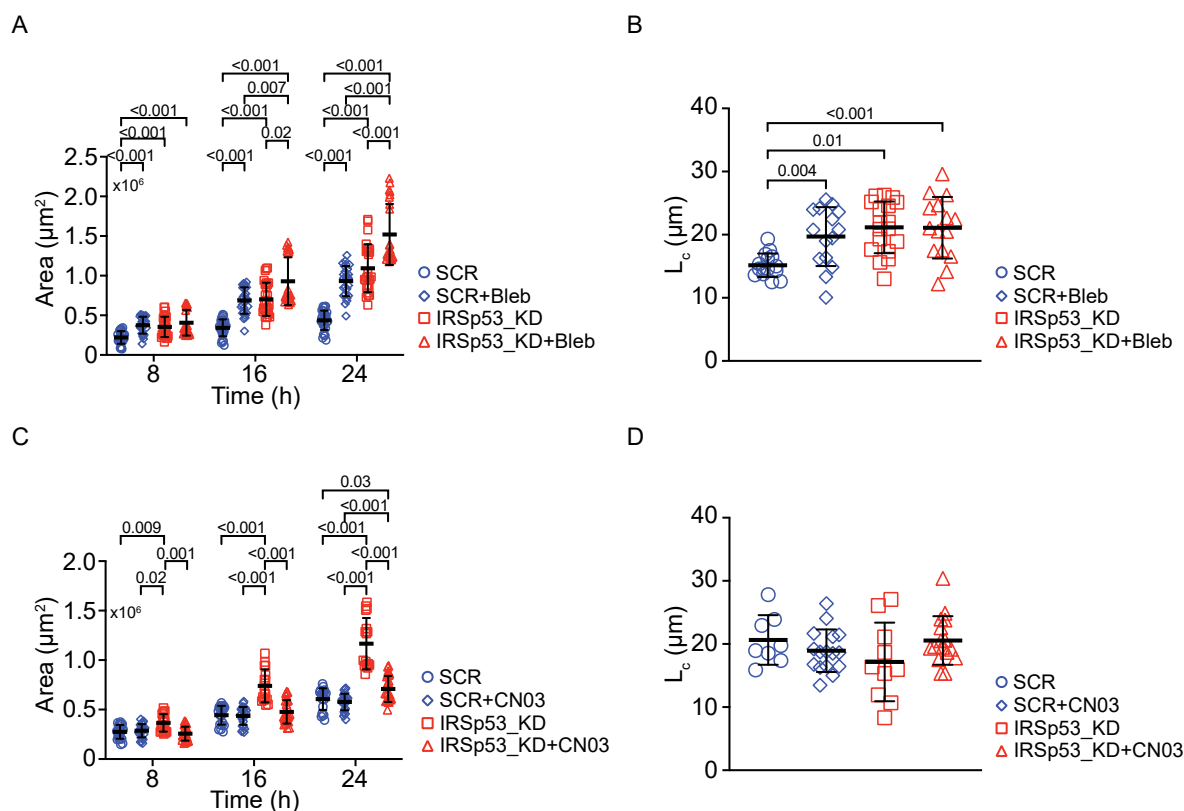 A
<0.001
<0.001
<0.001
<0.001
<0.001
0.007
<0.001
0.02
<0.001
<0.001
<0.001
<0.001
<0.001
<0.001
2.5
2.0
1.5
1.0
0.5
0
x10⁶
Area (µm²)
8
16
24
Time (h)
SCR
SCR+Bleb
IRSp53_KD
IRSp53_KD+Bleb
B
<0.001
0.01
0.004
40
30
20
10
0
L꜀ (µm)
SCR
SCR+Bleb
IRSp53_KD
IRSp53_KD+Bleb
C
0.009
0.001
0.02
<0.001
<0.001
<0.001
0.03
<0.001
<0.001
<0.001
<0.001
2.0
1.5
1.0
0.5
0
x10⁶
Area (µm²)
8
16
24
Time (h)
SCR
SCR+CN03
IRSp53_KD
IRSp53_KD+CN03
D
40
30
20
10
0
L꜀ (µm)
SCR
SCR+CN03
IRSp53_KD
IRSp53_KD+CN03